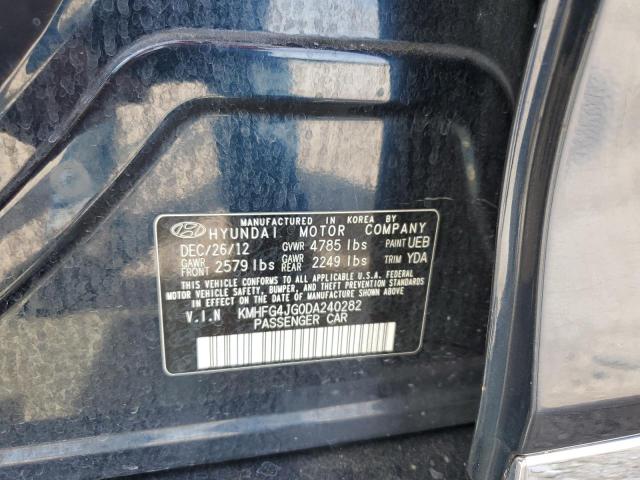 MANUFACTURED IN KOREA BY
HYUNDAI MOTOR COMPANY
DEC/26/12 GVWR 4785 lbs PAINT UEB
GAWR FRONT 2579 lbs GAWR REAR 2249 lbs TRIM YDA
THIS VEHICLE CONFORMS TO ALL APPLICABLE U.S.A. FEDERAL
MOTOR VEHICLE SAFETY, BUMPER, AND THEFT PREVENTION STANDARDS
IN EFFECT ON THE DATE OF MANUFACTURE SHOWN ABOVE.
V.I.N KMHFG4JG0DA240282
PASSENGER CAR